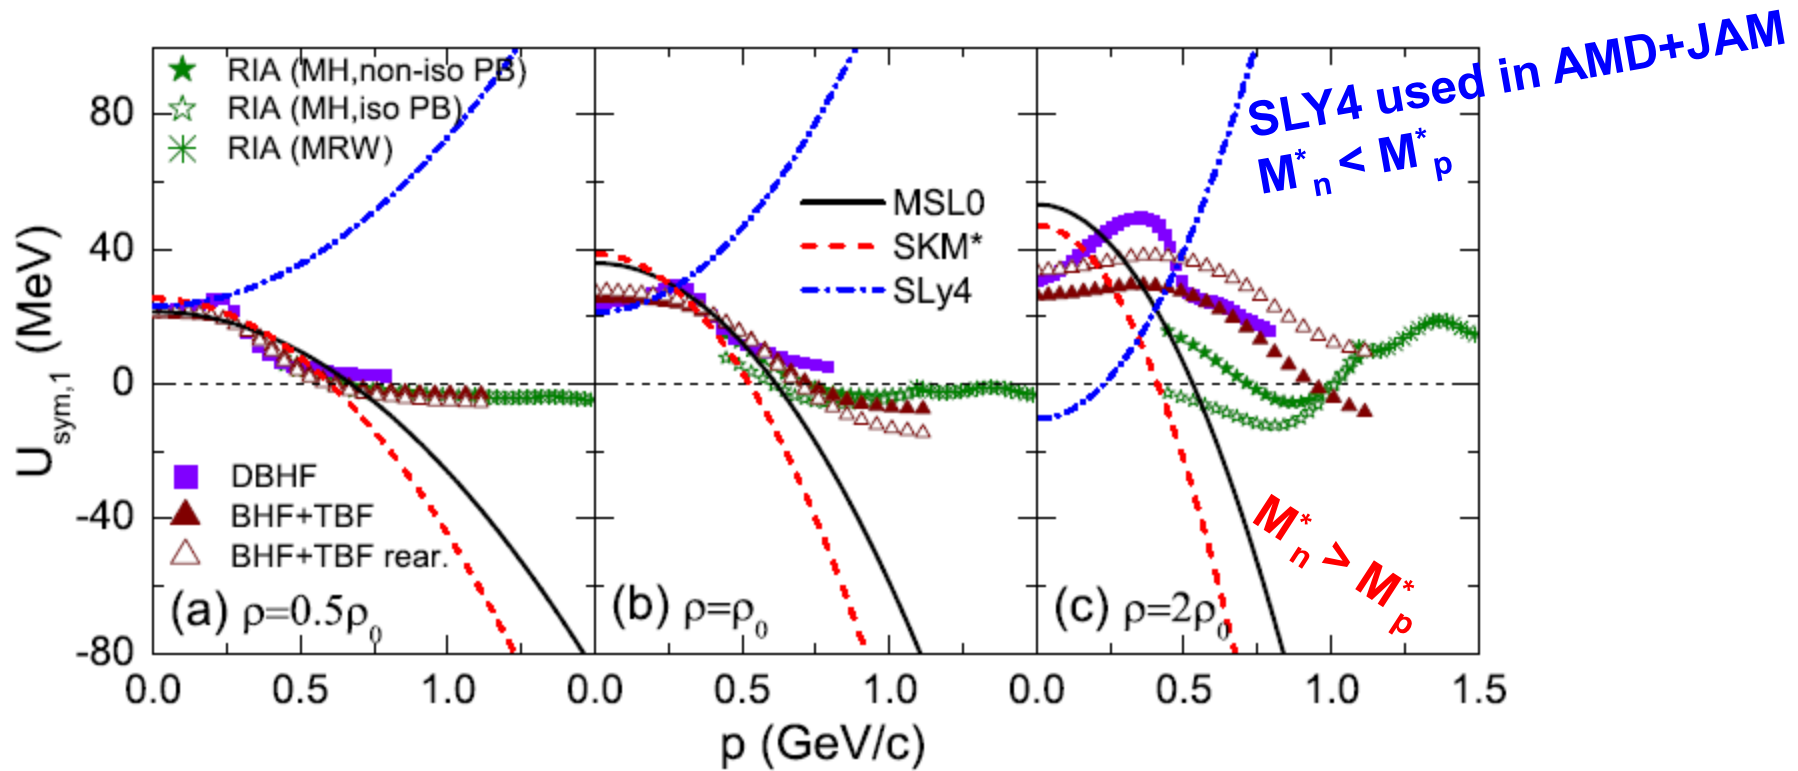 RIA (MH,non-iso PB)
RIA (MH,iso PB)
RIA (MRW)
MSL0
SKM*
SLy4
SLY4 used in AMD+JAM
M*n < M*p
M*n > M*p
DBHF
BHF+TBF
BHF+TBF rear.
(a) ρ=0.5ρ0
(b) ρ=ρ0
(c) ρ=2ρ0
Usym,1 (MeV)
80
40
0
-40
-80
0.0 0.5 1.0 0.0 0.5 1.0 0.0 0.5 1.0 1.5
p (GeV/c)